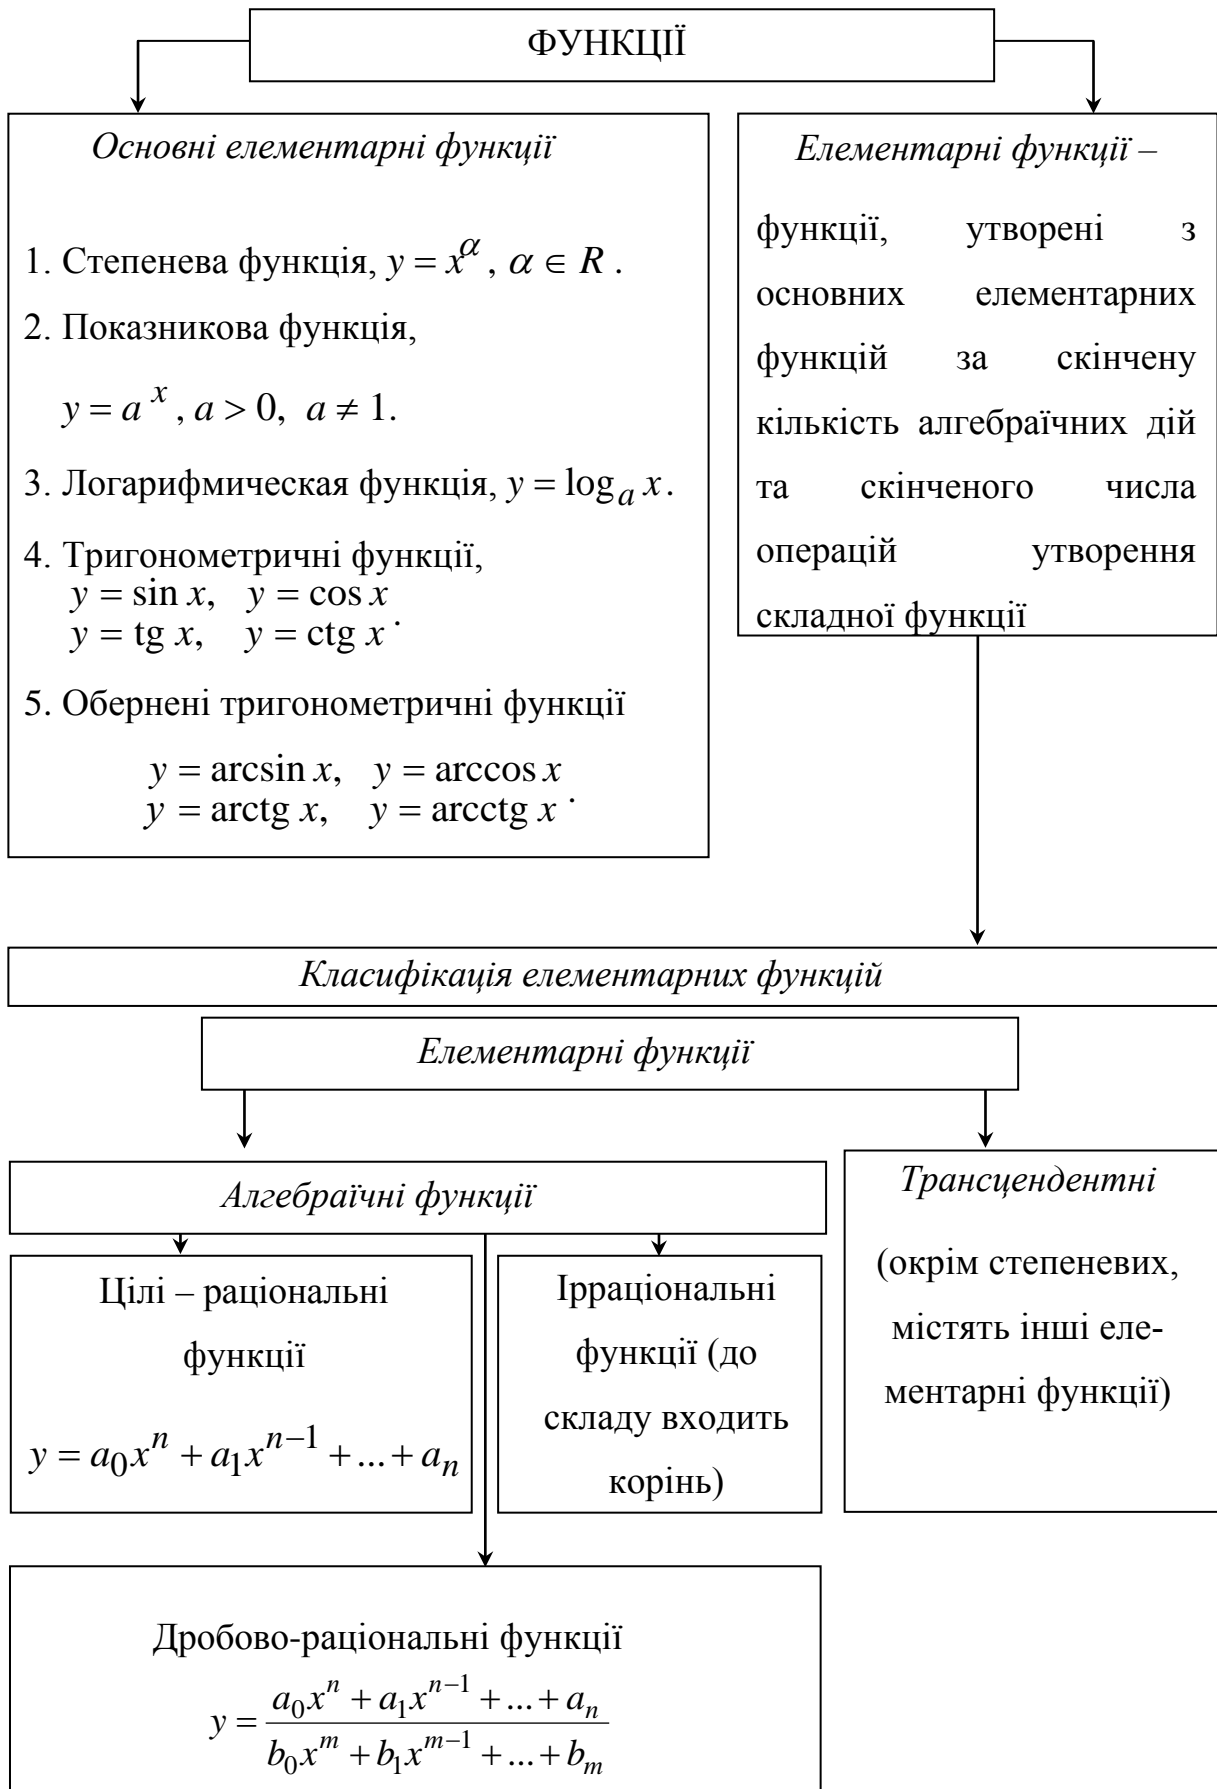 ФУНКЦІЇ
Основні елементарні функції
1. Степенева функція, y = x^α, α ∈ R .
2. Показникова функція,
y = a^x, a > 0, a ≠ 1.
3. Логарифмическая функція, y = log_a x.
4. Тригонометричні функції,
y = sin x, y = cos x
y = tg x, y = ctg x .
5. Обернені тригонометричні функції
y = arcsin x, y = arccos x
y = arctg x, y = arcctg x .
Елементарні функції –
функції, утворені з
основних елементарних
функцій за скінчену
кількість алгебраїчних дій
та скінченого числа
операцій утворення
складної функції
Класифікація елементарних функцій
Елементарні функції
Алгебраїчні функції
Цілі – раціональні
функції
y = a_0x^n + a_1x^{n−1} + ... + a_n
Ірраціональні
функції (до
складу входить
корінь)
Трансцендентні
(окрім степеневих,
містять інші еле-
ментарні функції)
Дробово-раціональні функції
y = \frac{a_0x^n + a_1x^{n−1} + ... + a_n}{b_0x^m + b_1x^{m−1} + ... + b_m}